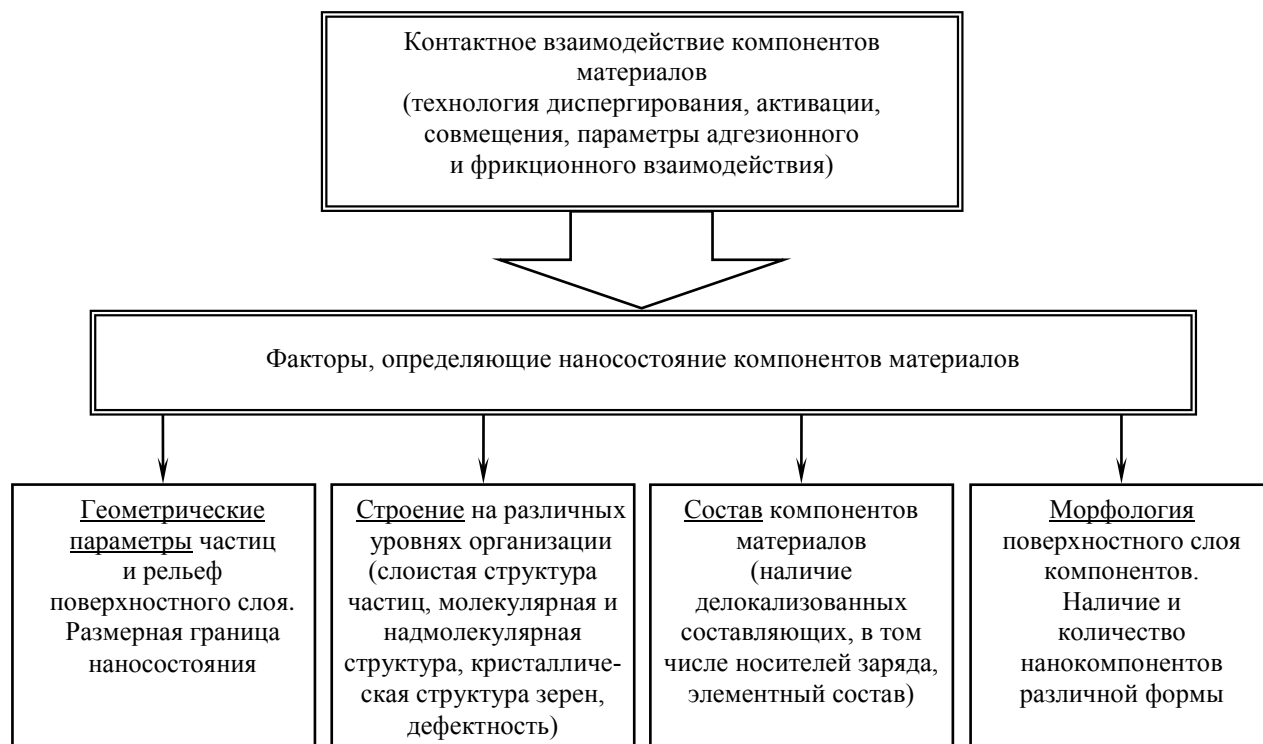 Контактное взаимодействие компонентов
материалов
(технология диспергирования, активации,
совмещения, параметры адгезионного
и фрикционного взаимодействия)
Факторы, определяющие наносостояние компонентов материалов
Геометрические
параметры частиц
и рельеф
поверхностного слоя.
Размерная граница
наносостояния
Строение на различных
уровнях организации
(слоистая структура
частиц, молекулярная и
надмолекулярная
структура, кристалличе-
ская структура зерен,
дефектность)
Состав компонентов
материалов
(наличие
делокализованных
составляющих, в том
числе носителей заряда,
элементный состав)
Морфология
поверхностного слоя
компонентов.
Наличие и
количество
нанокомпонентов
различной формы